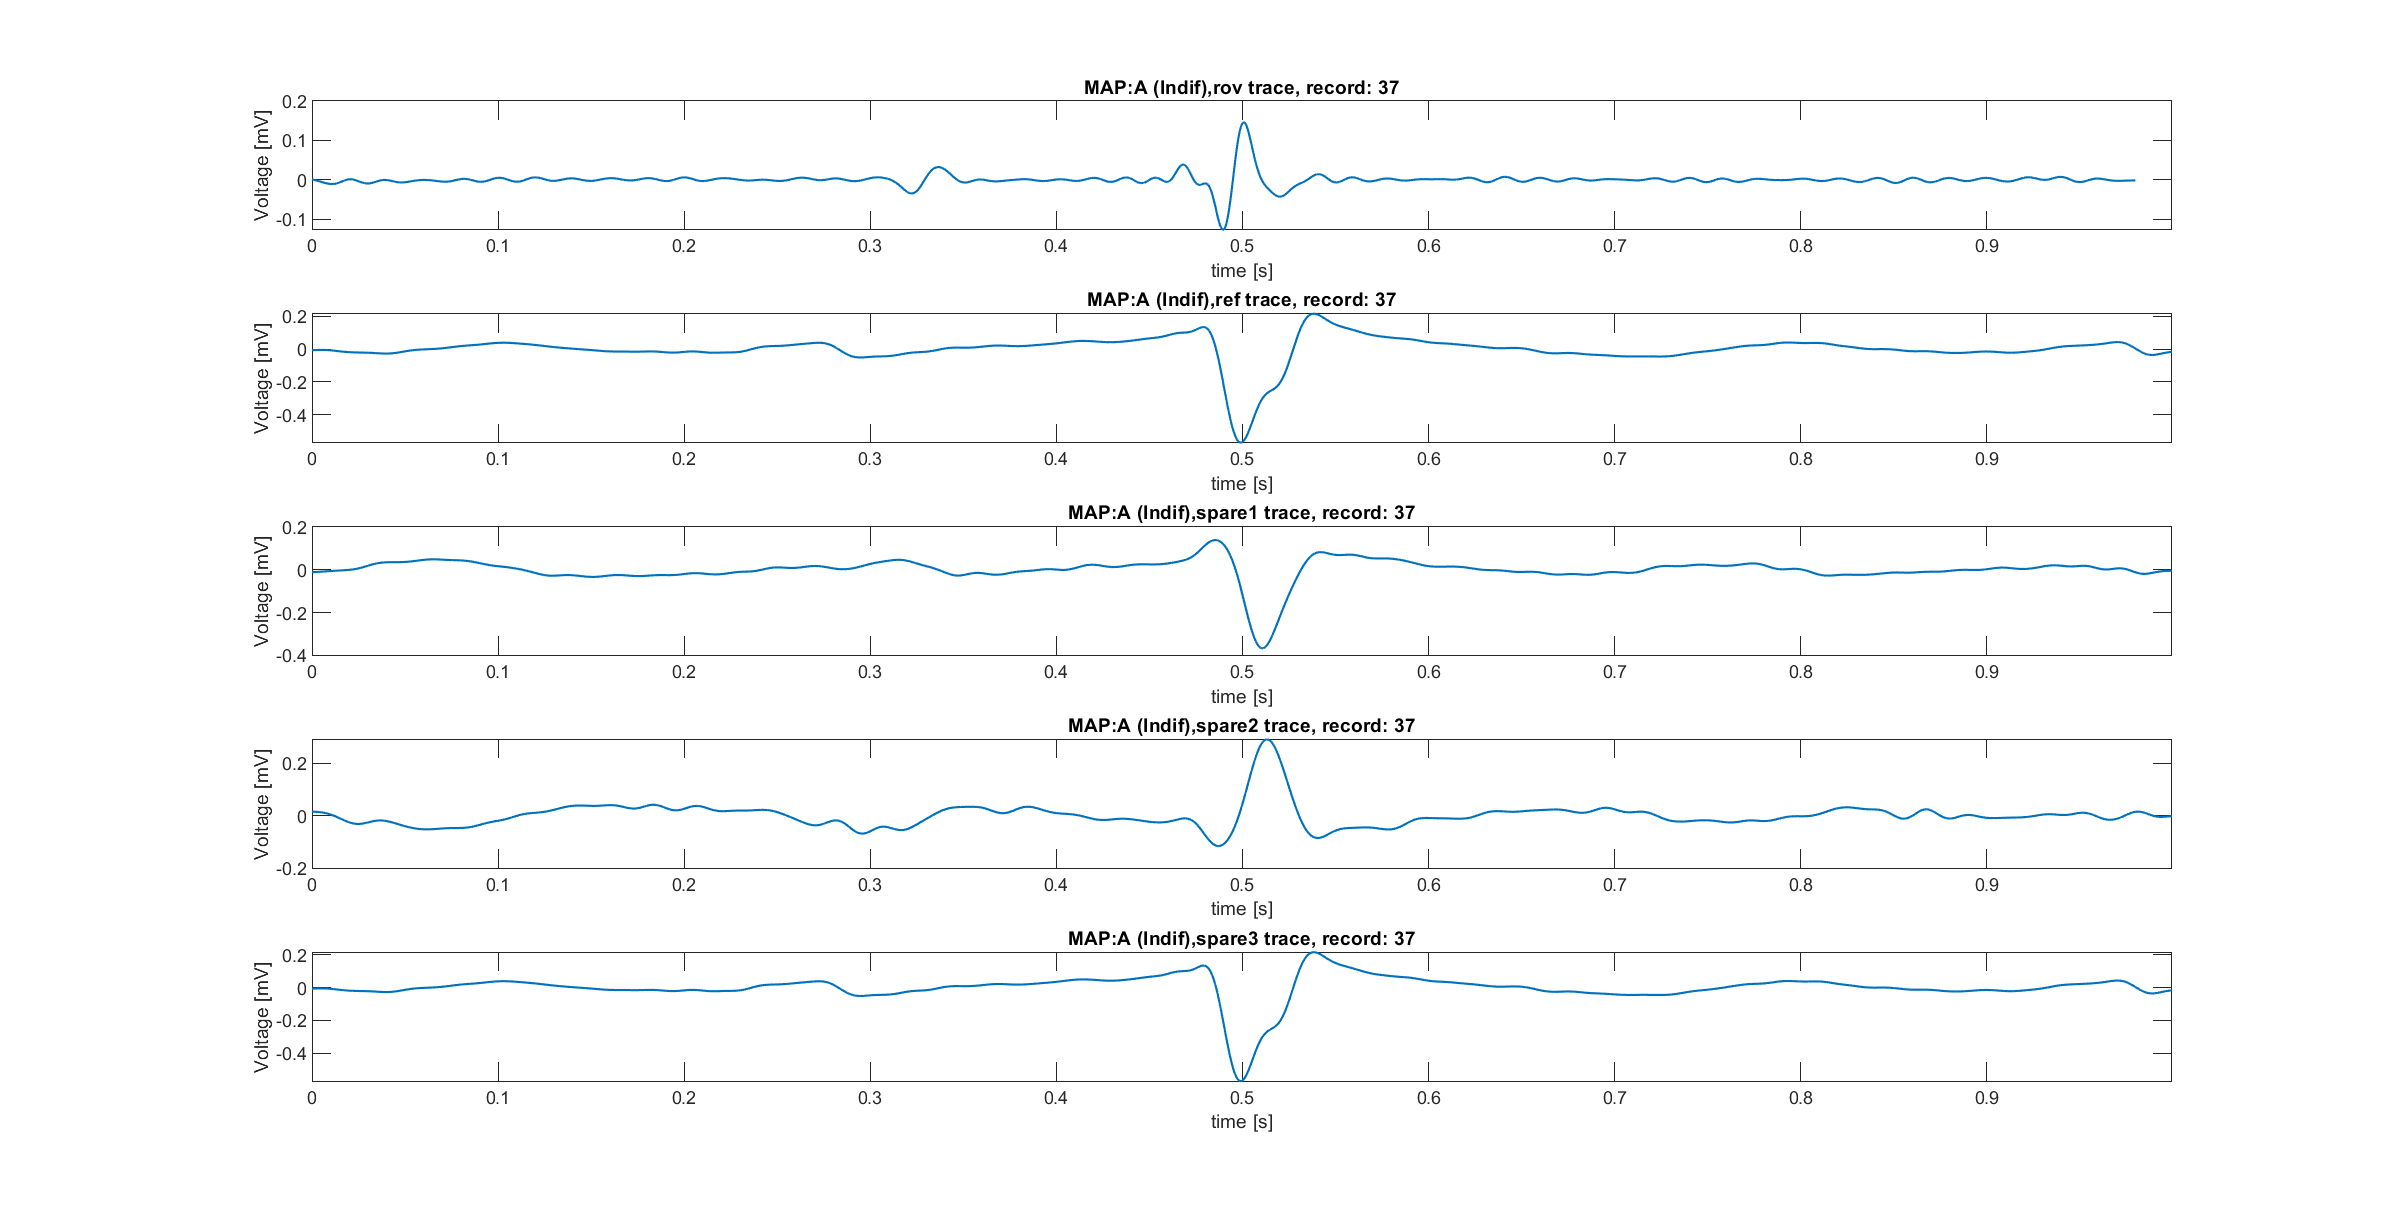 MAP:A (Indif),rov trace, record: 37
Voltage [mV]
0.2
0.1
0
-0.1
0 0.1 0.2 0.3 0.4 0.5 0.6 0.7 0.8 0.9
time [s]
MAP:A (Indif),ref trace, record: 37
Voltage [mV]
0.2
0
-0.2
-0.4
0 0.1 0.2 0.3 0.4 0.5 0.6 0.7 0.8 0.9
time [s]
MAP:A (Indif),spare1 trace, record: 37
Voltage [mV]
0.2
0
-0.2
-0.4
0 0.1 0.2 0.3 0.4 0.5 0.6 0.7 0.8 0.9
time [s]
MAP:A (Indif),spare2 trace, record: 37
Voltage [mV]
0.2
0
-0.2
0 0.1 0.2 0.3 0.4 0.5 0.6 0.7 0.8 0.9
time [s]
MAP:A (Indif),spare3 trace, record: 37
Voltage [mV]
0.2
0
-0.2
-0.4
0 0.1 0.2 0.3 0.4 0.5 0.6 0.7 0.8 0.9
time [s]